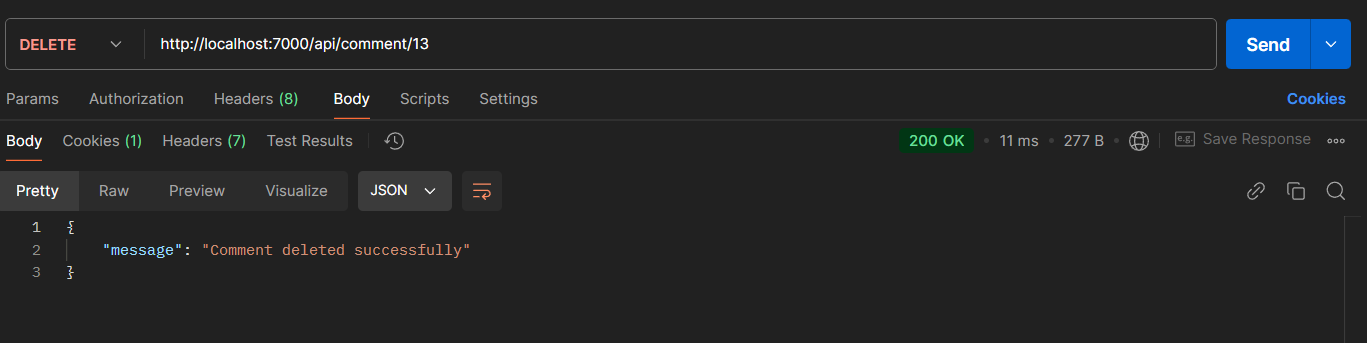 DELETE http://localhost:7000/api/comment/13 Send
Params Authorization Headers (8) Body Scripts Settings Cookies
Body Cookies (1) Headers (7) Test Results 200 OK • 11 ms • 277 B e.g. Save Response
Pretty Raw Preview Visualize JSON
1 {
2 "message": "Comment deleted successfully"
3 }